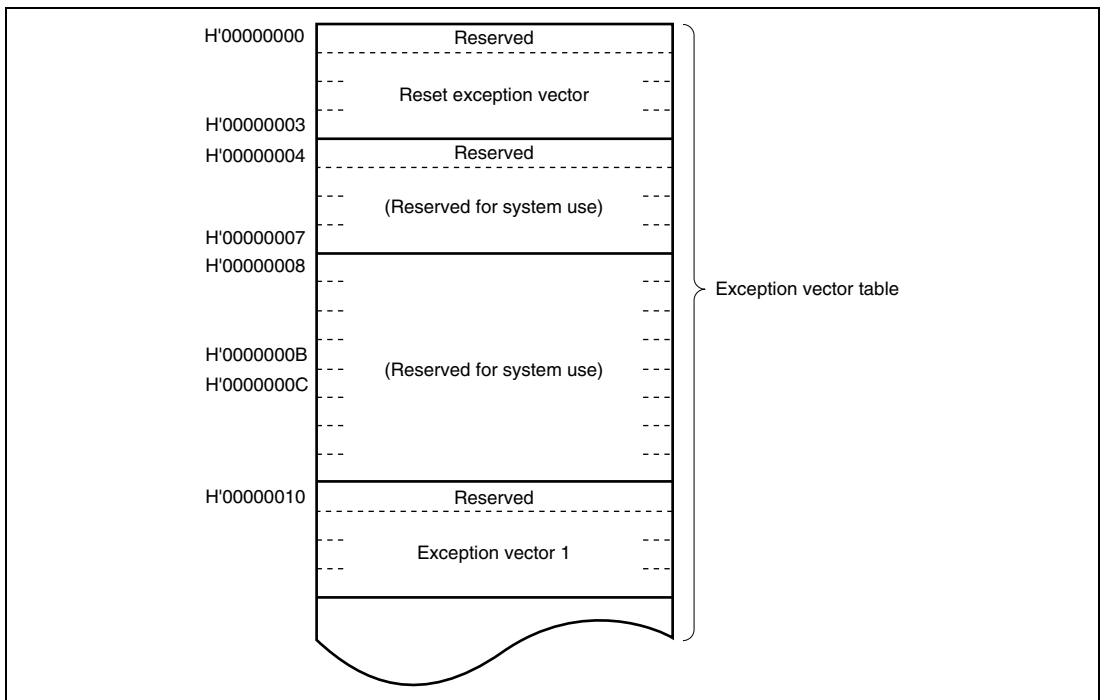 H'00000000
Reserved
Reset exception vector
H'00000003
H'00000004
Reserved
(Reserved for system use)
H'00000007
H'00000008
Exception vector table
H'0000000B
(Reserved for system use)
H'0000000C
H'00000010
Reserved
Exception vector 1